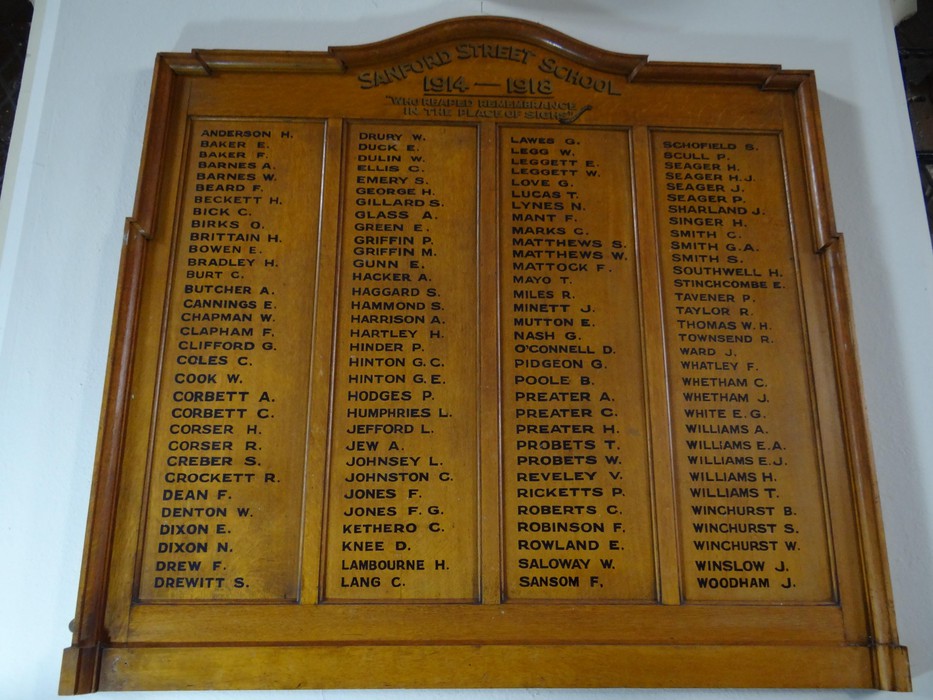 SANFORD STREET SCHOOL
1914 — 1918
"WHO REAPED REMEMBRANCE
IN THE PLACE OF SIGHS"
ANDERSON H.
BAKER E.
BAKER F.
BARNES A.
BARNES W.
BEARD F.
BECKETT H.
BICK C.
BIRKS O.
BRITTAIN H.
BOWEN E.
BRADLEY H.
BURT C.
BUTCHER A.
CANNINGS E.
CHAPMAN W.
CLAPHAM F.
CLIFFORD G.
COLES C.
COOK W.
CORBETT A.
CORBETT C.
CORSER H.
CORSER R.
CREBER S.
CROCKETT R.
DEAN F.
DENTON W.
DIXON E.
DIXON N.
DREW F.
DREWITT S.
DRURY W.
DUCK E.
DULIN W.
ELLIS C.
EMERY S.
GEORGE H.
GILLARD S.
GLASS A.
GREEN E.
GRIFFIN P.
GRIFFIN M.
GUNN E.
HACKER A.
HAGGARD S.
HAMMOND S.
HARRISON A.
HARTLEY H.
HINDER P.
HINTON G.C.
HINTON G.E.
HODGES P.
HUMPHRIES L.
JEFFORD L.
JEW A.
JOHNSEY L.
JOHNSTON C.
JONES F.
JONES F.G.
KETHERO C.
KNEE D.
LAMBOURNE H.
LANG C.
LAWES G.
LEGG W.
LEGGETT E.
LEGGETT W.
LOVE G.
LUCAS T.
LYNES N.
MANT F.
MARKS C.
MATTHEWS S.
MATTHEWS W.
MATTOCK F.
MAYO T.
MILES R.
MINETT J.
MUTTON E.
NASH G.
O'CONNELL D.
PIDGEON G.
POOLE B.
PREATER A.
PREATER C.
PREATER H.
PROBETS T.
PROBETS W.
REVELEY V.
RICKETTS P.
ROBERTS C.
ROBINSON F.
ROWLAND E.
SALOWAY W.
SANSOM F.
SCHOFIELD S.
SCULL P.
SEAGER H.
SEAGER H.J.
SEAGER J.
SEAGER P.
SHARLAND J.
SINGER H.
SMITH C.
SMITH G.A.
SMITH S.
SOUTHWELL H.
STINCHCOMBE E.
TAVENER P.
TAYLOR R.
THOMAS W.H.
TOWNSEND R.
WARD J.
WHATLEY F.
WHETHAM C.
WHETHAM J.
WHITE E.G.
WILLIAMS A.
WILLIAMS E.A.
WILLIAMS E.J.
WILLIAMS H.
WILLIAMS T.
WINCHURST B.
WINCHURST S.
WINCHURST W.
WINSLOW J.
WOODHAM J.